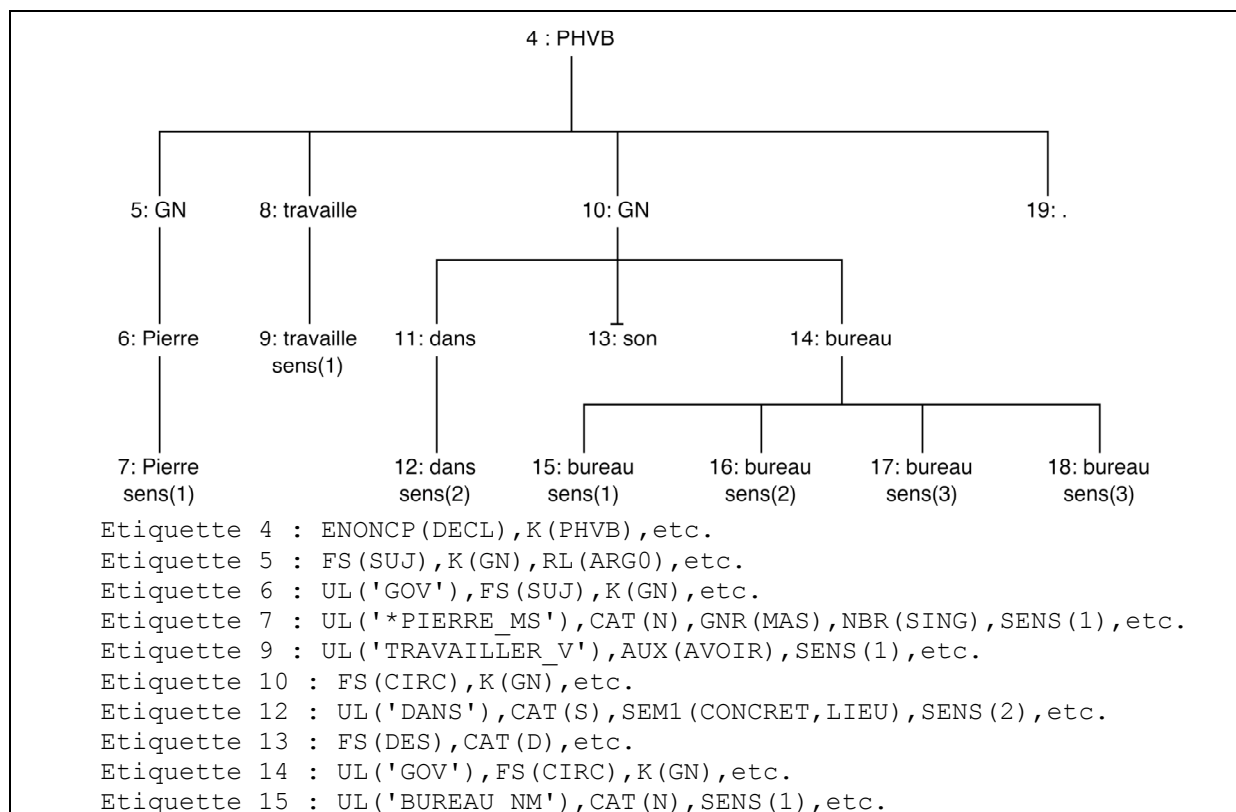 4 : PHVB
5: GN 8: travaille 10: GN 19: .
6: Pierre 9: travaille 11: dans 13: son 14: bureau
sens(1)
7: Pierre 12: dans 15: bureau 16: bureau 17: bureau 18: bureau
sens(1) sens(2) sens(1) sens(2) sens(3) sens(3)
Etiquette 4 : ENONCP(DECL),K(PHVB),etc.
Etiquette 5 : FS(SUJ),K(GN),RL(ARG0),etc.
Etiquette 6 : UL('GOV'),FS(SUJ),K(GN),etc.
Etiquette 7 : UL('*PIERRE_MS'),CAT(N),GNR(MAS),NBR(SING),SENS(1),etc.
Etiquette 9 : UL('TRAVAILLER_V'),AUX(AVOIR),SENS(1),etc.
Etiquette 10 : FS(CIRC),K(GN),etc.
Etiquette 12 : UL('DANS'),CAT(S),SEM1(CONCRET,LIEU),SENS(2),etc.
Etiquette 13 : FS(DES),CAT(D),etc.
Etiquette 14 : UL('GOV'),FS(CIRC),K(GN),etc.
Etiquette 15 : UL('BUREAU_NM'),CAT(N),SENS(1),etc.